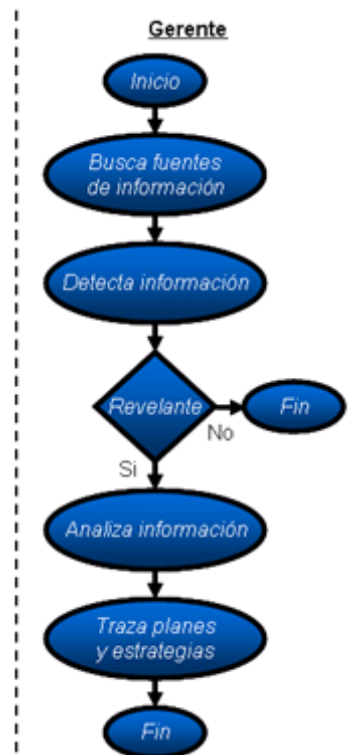 Gerente
Inicio
Busca fuentes
de información
Detecta información
Revelante
Fin
No
Si
Analiza información
Traza planes
y estrategias
Fin